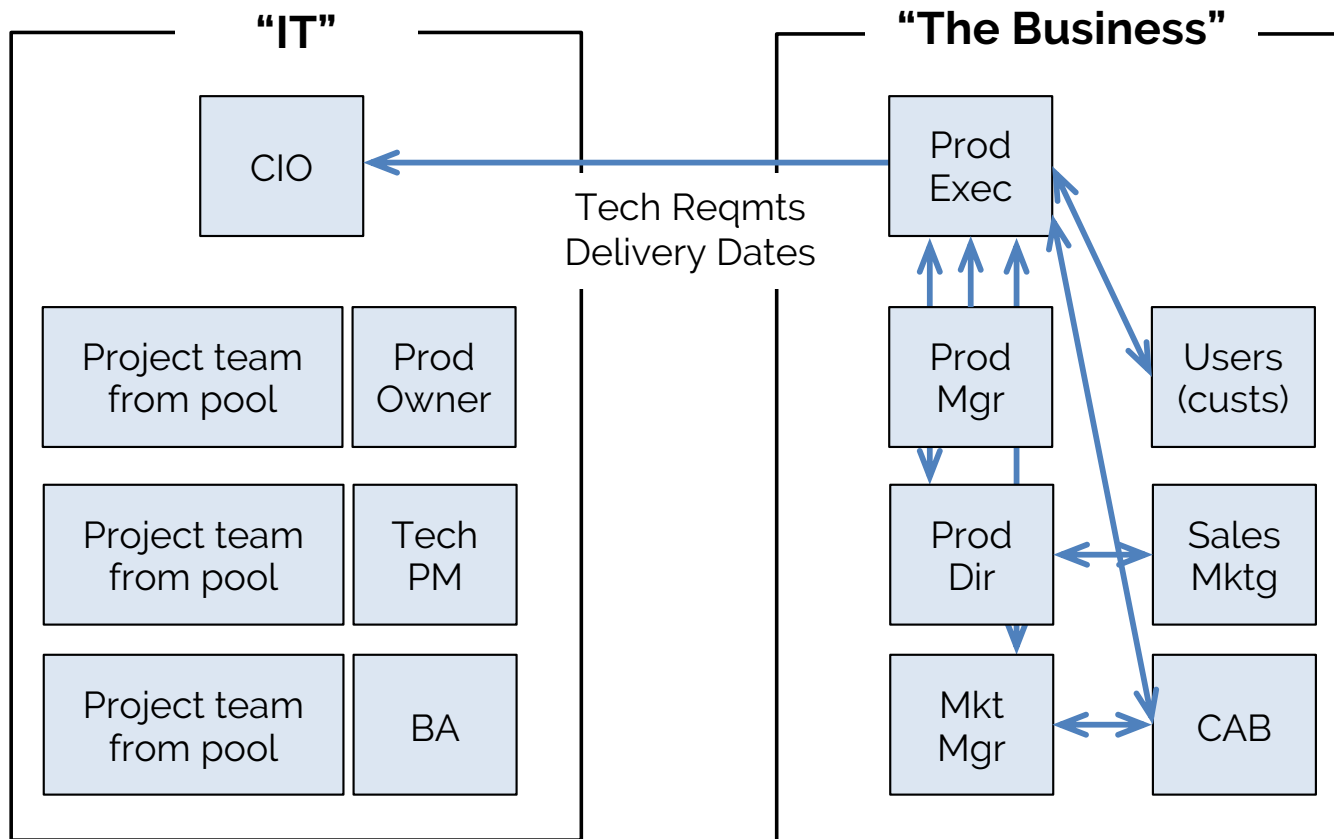 “IT”
“The Business”
CIO
Prod
Exec
Tech Reqmts
Delivery Dates
Project team
from pool
Prod
Owner
Prod
Mgr
Users
(custs)
Project team
from pool
Tech
PM
Prod
Dir
Sales
Mktg
Project team
from pool
BA
Mkt
Mgr
CAB